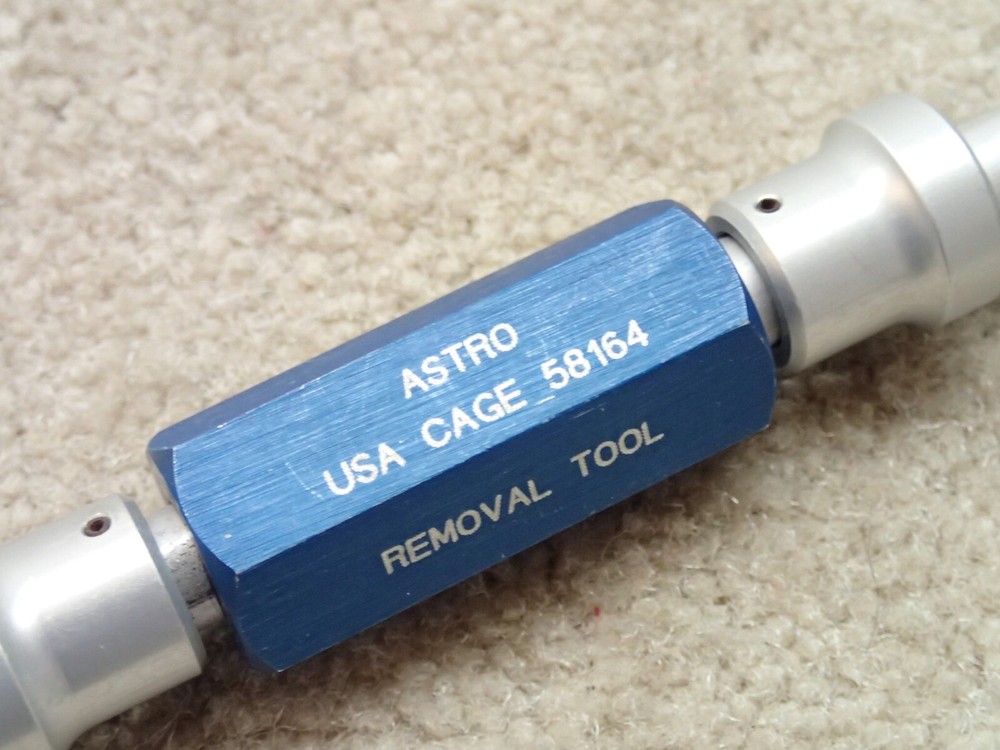 ASTRO
USA CAGE 58164
REMOVAL TOOL